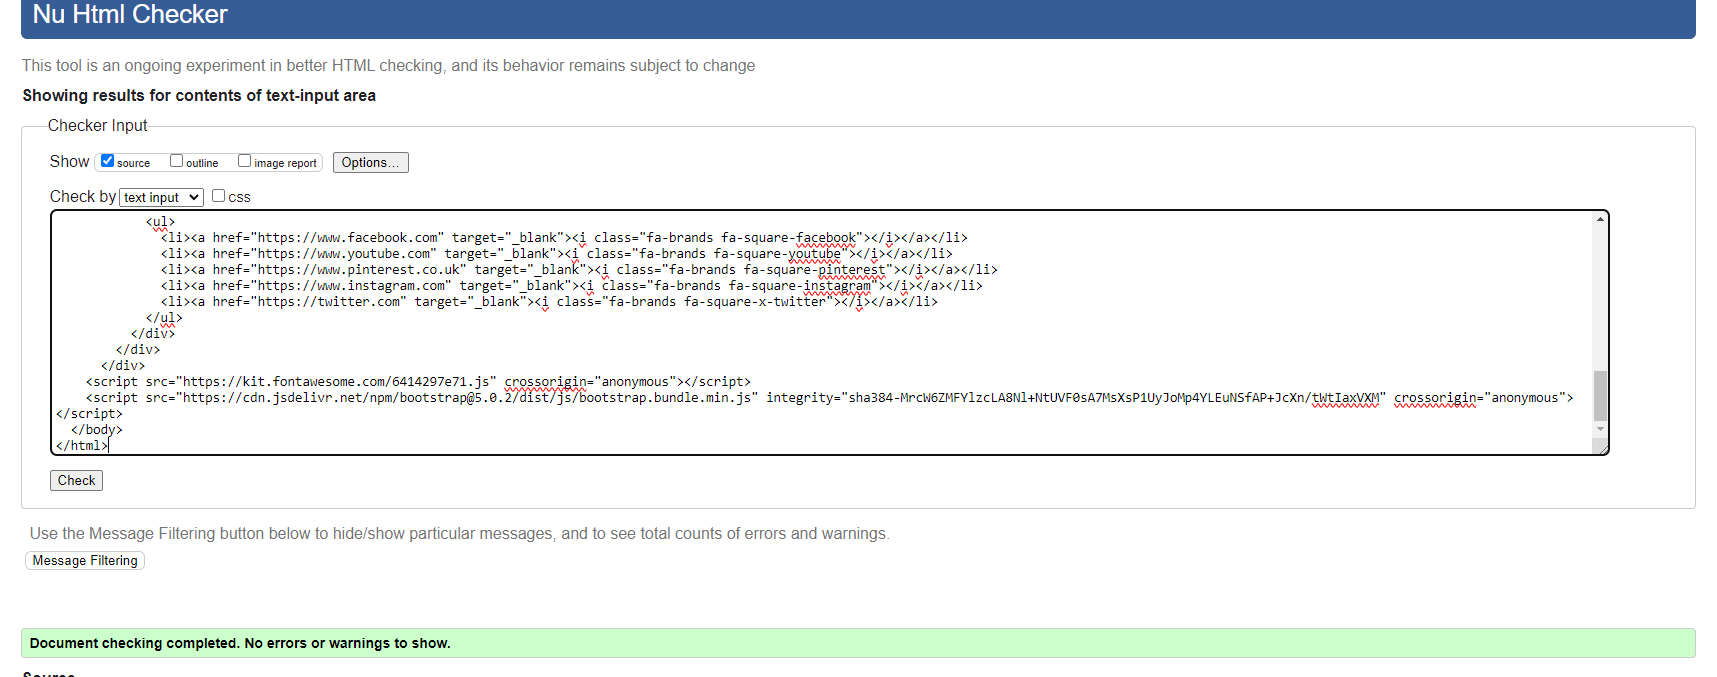 Nu Html Checker
This tool is an ongoing experiment in better HTML checking, and its behavior remains subject to change
Showing results for contents of text-input area
Checker Input
Show source outline image report Options...
Check by text input css
<ul>
<li><a href="https://www.facebook.com" target="_blank"><i class="fa-brands fa-square-facebook"></i></a></li>
<li><a href="https://www.youtube.com" target="_blank"><i class="fa-brands fa-square-youtube"></i></a></li>
<li><a href="https://www.pinterest.co.uk" target="_blank"><i class="fa-brands fa-square-pinterest"></i></a></li>
<li><a href="https://www.instagram.com" target="_blank"><i class="fa-brands fa-square-instagram"></i></a></li>
<li><a href="https://twitter.com" target="_blank"><i class="fa-brands fa-square-x-twitter"></i></a></li>
</ul>
</div>
</div>
</div>
<script src="https://kit.fontawesome.com/6414297e71.js" crossorigin="anonymous"></script>
<script src="https://cdn.jsdelivr.net/npm/bootstrap@5.0.2/dist/js/bootstrap.bundle.min.js" integrity="sha384-MrcW6ZMFYlzcLA8Nl+NtUVF0sA7MsXsP1UyJoMp4YLEuNSfAP+JcXn/tWtIaxVXM" crossorigin="anonymous">
</script>
</body>
</html>
Check
Use the Message Filtering button below to hide/show particular messages, and to see total counts of errors and warnings.
Message Filtering
Document checking completed. No errors or warnings to show.
Source